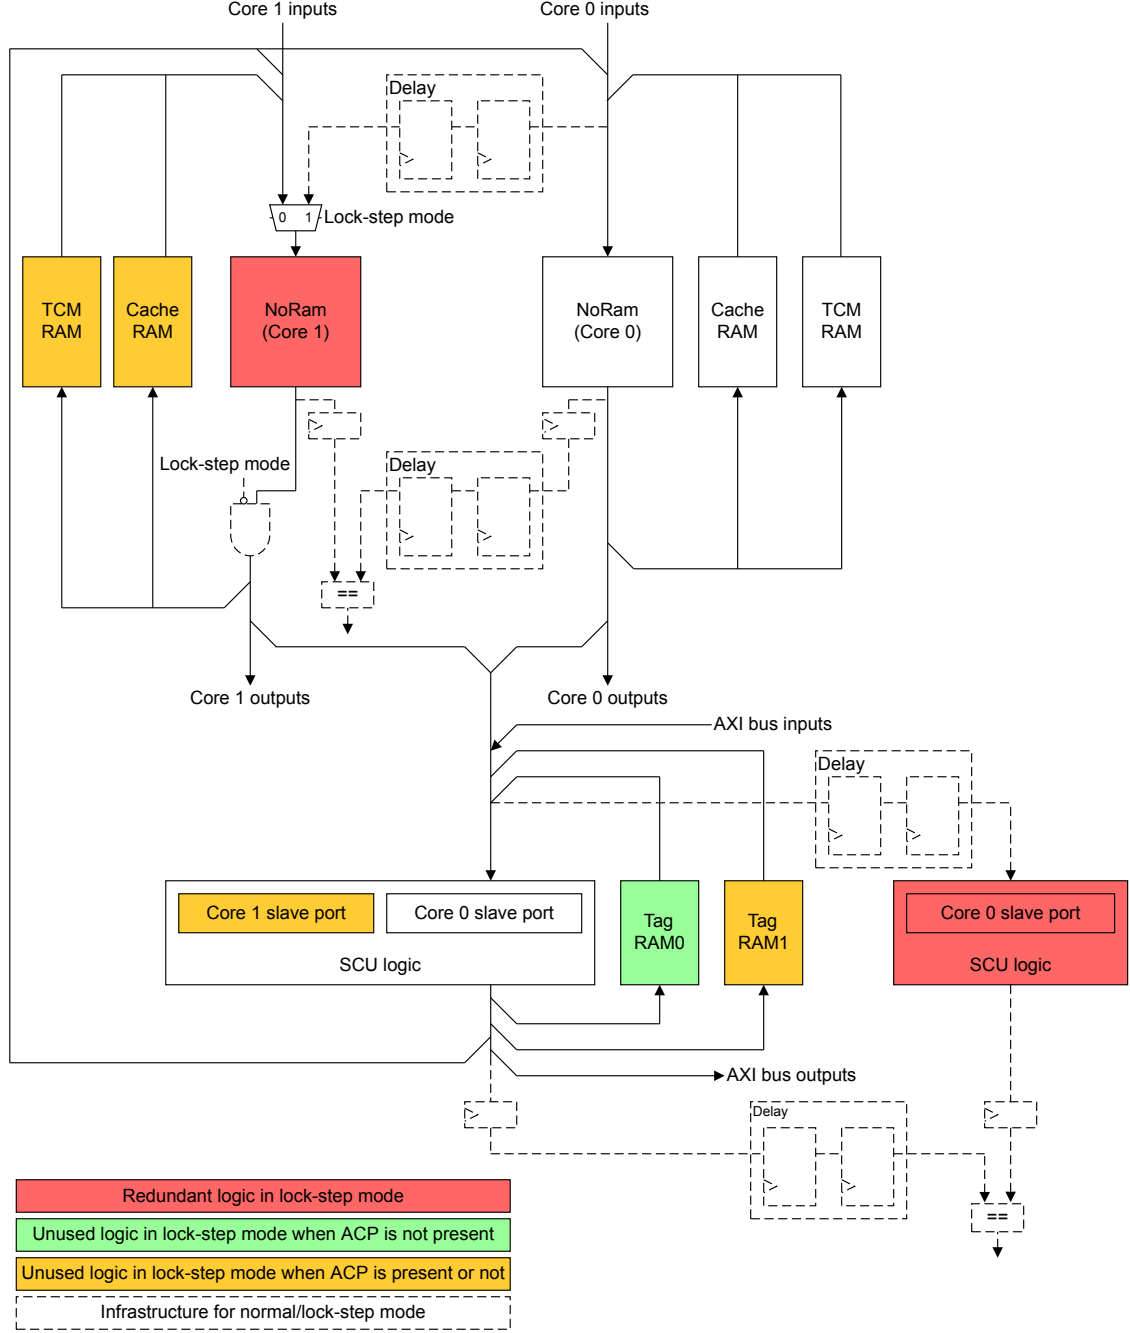 Core 1 inputs
Core 0 inputs
Delay
0 1
Lock-step mode
TCM
RAM
Cache
RAM
NoRam
(Core 1)
NoRam
(Core 0)
Cache
RAM
TCM
RAM
Lock-step mode
Delay
==
Core 1 outputs
Core 0 outputs
AXI bus inputs
Delay
Core 1 slave port
Core 0 slave port
SCU logic
Tag
RAM0
Tag
RAM1
Core 0 slave port
SCU logic
AXI bus outputs
Delay
==
Redundant logic in lock-step mode
Unused logic in lock-step mode when ACP is not present
Unused logic in lock-step mode when ACP is present or not
Infrastructure for normal/lock-step mode